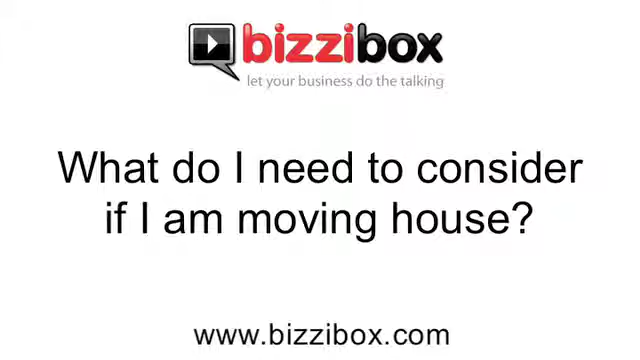 bizzibox
let your business do the talking
What do I need to consider
if I am moving house?
www.bizzibox.com